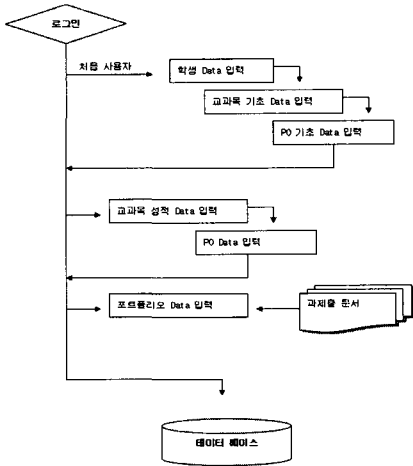 로그인
처음 사용자
학생 Data 입력
교과목 기초 Data 입력
PO 기초 Data 입력
교과목 성적 Data 입력
PO Data 입력
포트폴리오 Data 입력
과제물 문서
데이터 베이스